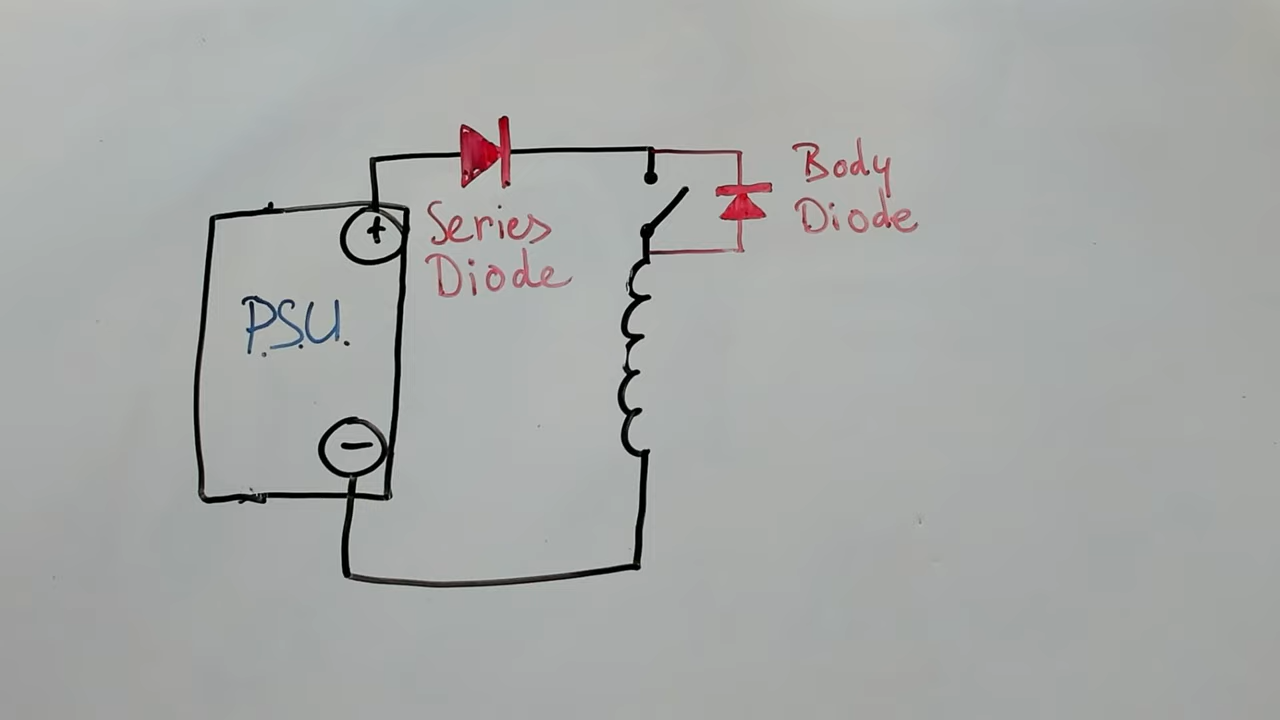 Body
Diode
+
Series
Diode
P.S.U.
−